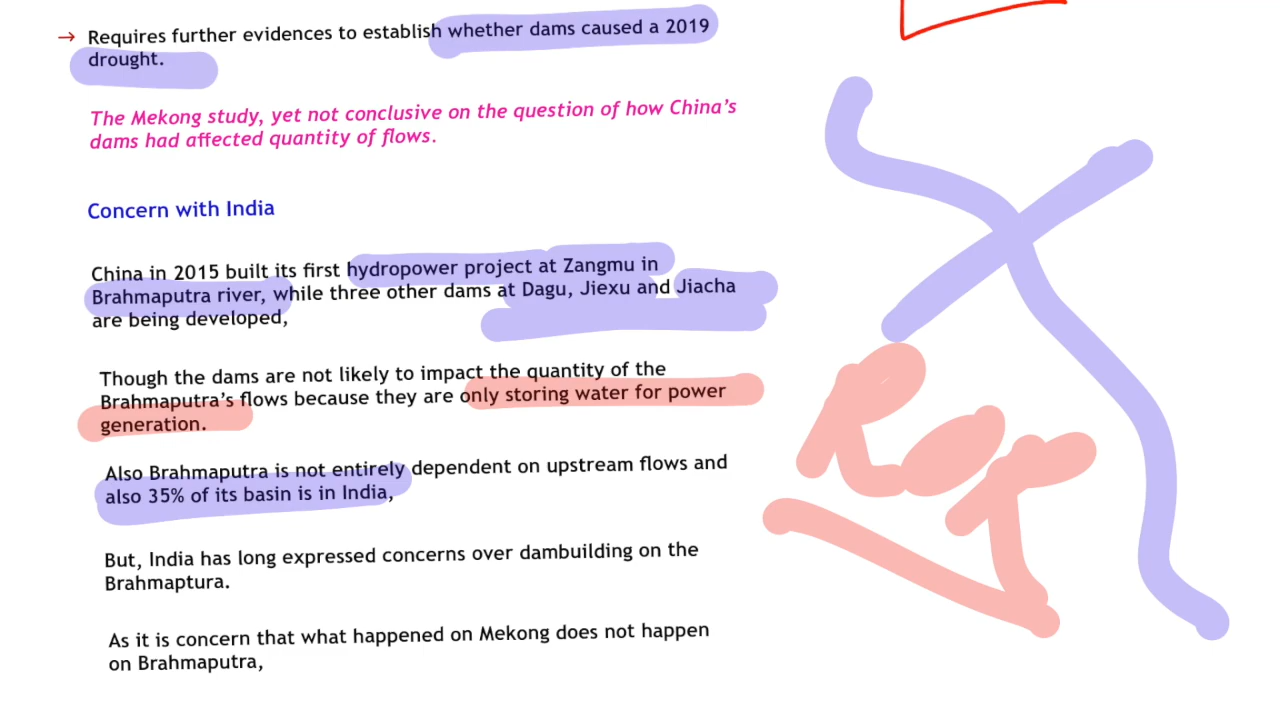 → Requires further evidences to establish whether dams caused a 2019
drought.
The Mekong study, yet not conclusive on the question of how China's
dams had affected quantity of flows.
Concern with India
China in 2015 built its first hydropower project at Zangmu in
Brahmaputra river, while three other dams at Dagu, Jiexu and Jiacha
are being developed,
Though the dams are not likely to impact the quantity of the
Brahmaputra's flows because they are only storing water for power
generation.
Also Brahmaputra is not entirely dependent on upstream flows and
also 35% of its basin is in India,
But, India has long expressed concerns over dambuilding on the
Brahmaptura.
As it is concern that what happened on Mekong does not happen
on Brahmaputra,